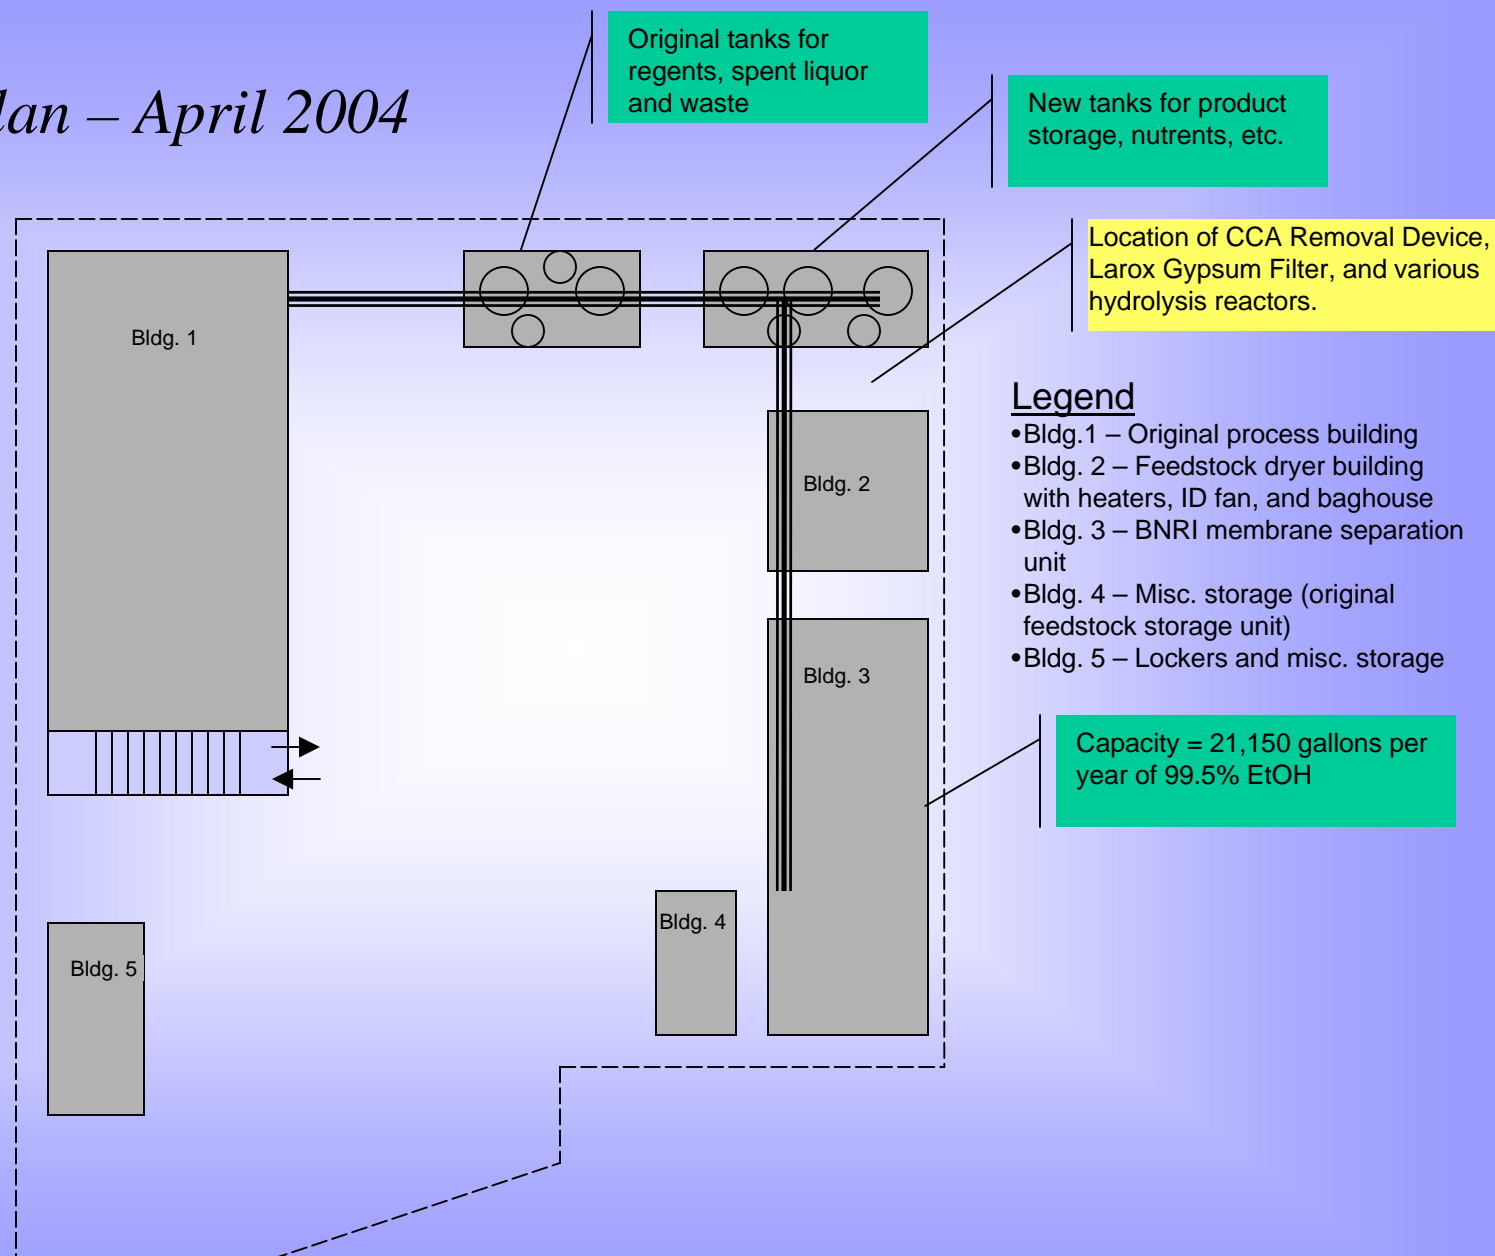 Original tanks for
regents, spent liquor
and waste
– April 2004
New tanks for product
storage, nutrents, etc.
Location of CCA Removal Device,
Larox Gypsum Filter, and various
hydrolysis reactors.
Bldg. 1
Legend
•Bldg.1 – Original process building
•Bldg. 2 – Feedstock dryer building
with heaters, ID fan, and baghouse
•Bldg. 3 – BNRI membrane separation
unit
•Bldg. 4 – Misc. storage (original
feedstock storage unit)
•Bldg. 5 – Lockers and misc. storage
Bldg. 2
Bldg. 3
Capacity = 21,150 gallons per
year of 99.5% EtOH
Bldg. 4
Bldg. 5